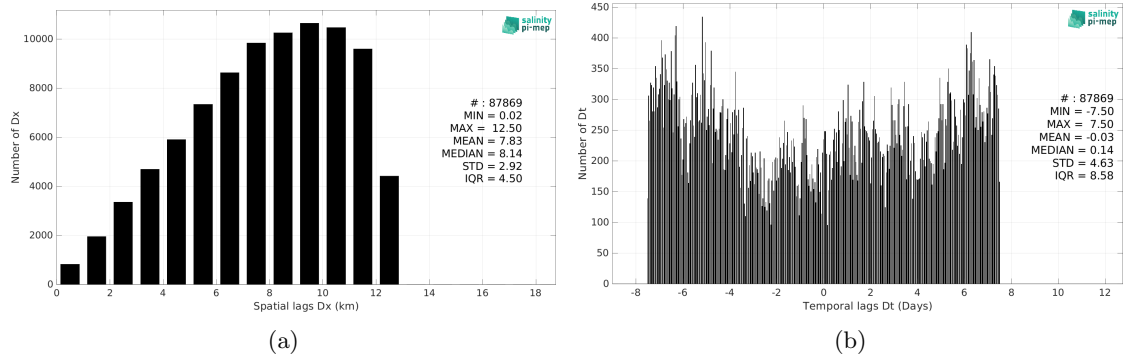 salinity
pi-mep
10000
8000
6000
4000
2000
0
Number of Dx
# : 87869
MIN = 0.02
MAX = 12.50
MEAN = 7.83
MEDIAN = 8.14
STD = 2.92
IQR = 4.50
0 2 4 6 8 10 12 14 16 18
Spatial lags Dx (km)
(a)
salinity
pi-mep
450
400
350
300
250
200
150
100
50
0
Number of Dt
# : 87869
MIN = -7.50
MAX = 7.50
MEAN = -0.03
MEDIAN = 0.14
STD = 4.63
IQR = 8.58
-8 -6 -4 -2 0 2 4 6 8 10 12
Temporal lags Dt (Days)
(b)